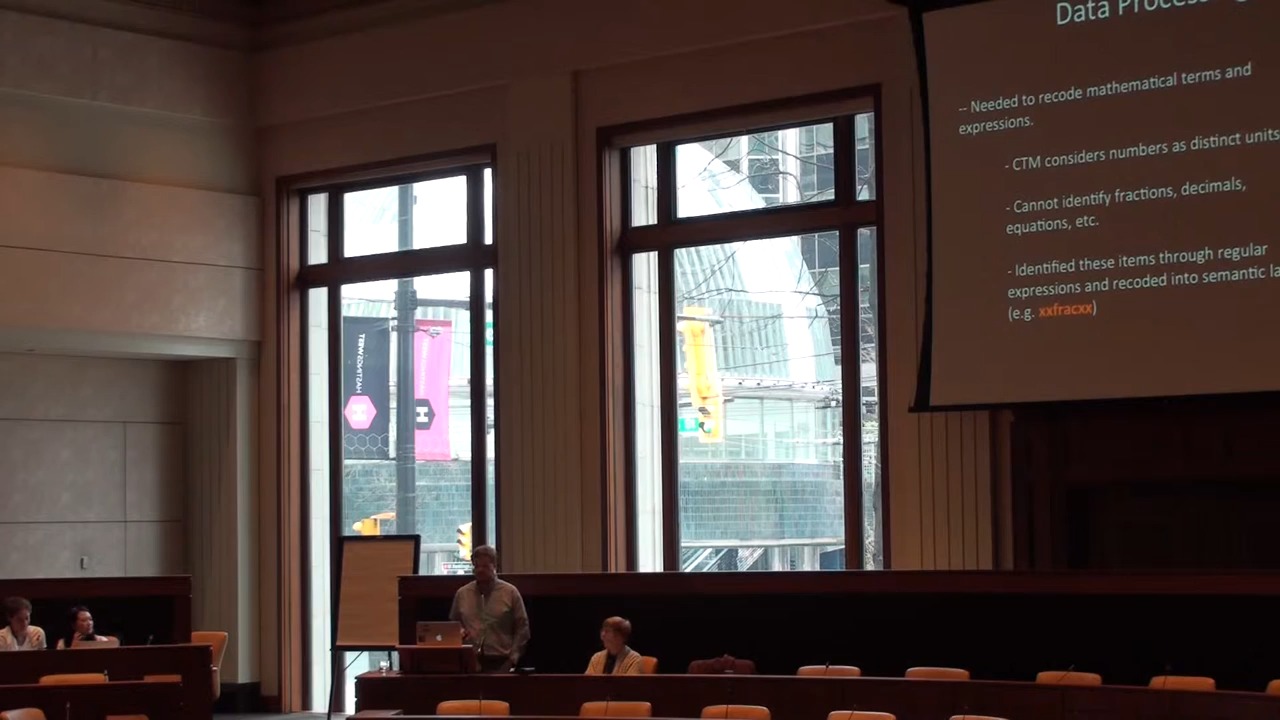 Data Processing
-- Needed to recode mathematical terms and
expressions.
- CTM considers numbers as distinct units
- Cannot identify fractions, decimals,
equations, etc.
- Identified these items through regular
expressions and recoded into semantic la
(e.g. xxfracxx)
H
H